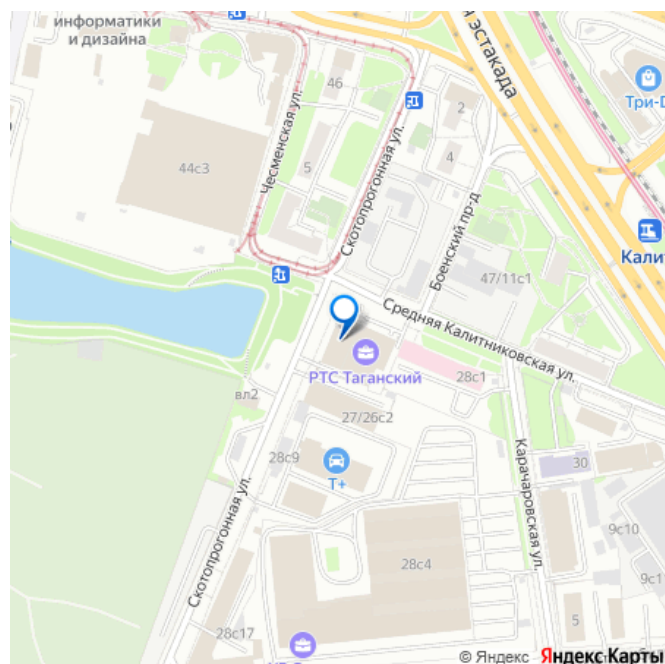 информатики
и дизайна
я эстакада
46
2
Три-D
Чесменская ул.
44с3
5
4
Скотопрогонная ул.
Боенский пр-д
Калит
47/11с1
Средняя Калитниковская ул.
РТС Таганский
28с1
вл2
27/26с2
28с9
Т+
30
Карачаровская ул.
9с10
Скотопрогонная ул.
28с4
9с1
5
28с17
© Яндекс Яндекс Карты